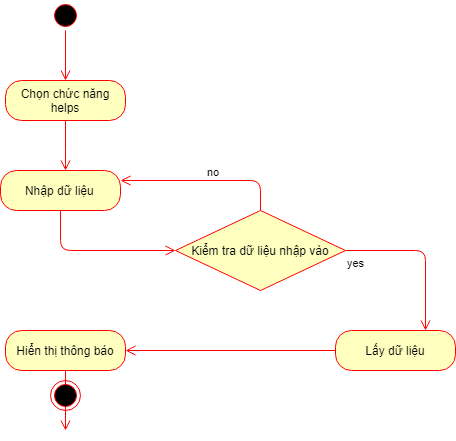 Chọn chức năng
helps
no
Nhập dữ liệu
Kiểm tra dữ liệu nhập vào
yes
Hiển thị thông báo
Lấy dữ liệu